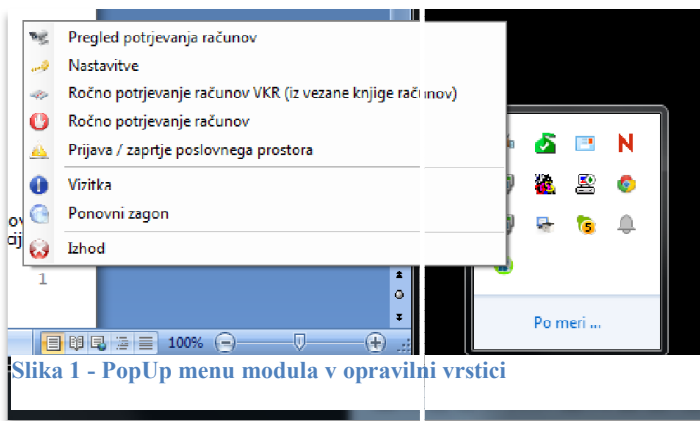 Pregled potrjevanja računov
Nastavitve
Ročno potrjevanje računov VKR (iz vezane knjige računov)
Ročno potrjevanje računov
Prijava / zaprtje poslovnega prostora
Vizitka
Ponovni zagon
Izhod
1
100%
Po meri ...
Slika 1 - PopUp menu modula v opravilni vrstici